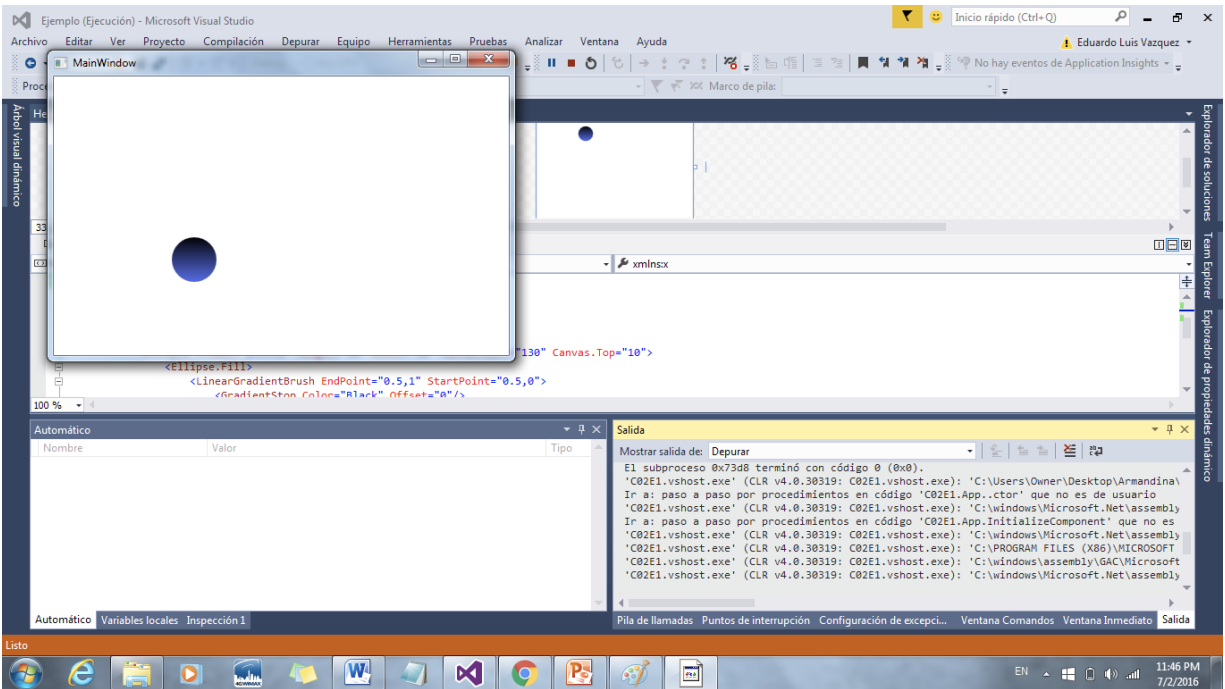 Ejemplo (Ejecución) - Microsoft Visual Studio
Inicio rápido (Ctrl+Q)
Archivo Editar Ver Proyecto Compilación Depurar Equipo Herramientas Pruebas Analizar Ventana Ayuda
Eduardo Luis Vazquez
MainWindow
No hay eventos de Application Insights
Proce
Marco de pila:
Árbol visual dinámico
He
33
xmlns:x
"130" Canvas.Top="10">
<Ellipse.Fill>
<LinearGradientBrush EndPoint="0.5,1" StartPoint="0.5,0">
<GradientStop Color="Black" Offset="0"/>
100 %
Explorador de soluciones
Team Explorer
Explorador de propiedades dinámico
Automático
Nombre Valor Tipo
Automático Variables locales Inspección 1
Salida
Mostrar salida de: Depurar
El subproceso 0x73d8 terminó con código 0 (0x0).
'C02E1.vshost.exe' (CLR v4.0.30319: C02E1.vshost.exe): 'C:\Users\Owner\Desktop\Armandina\
Ir a: paso a paso por procedimientos en código 'C02E1.App..ctor' que no es de usuario
'C02E1.vshost.exe' (CLR v4.0.30319: C02E1.vshost.exe): 'C:\windows\Microsoft.Net\assembly
Ir a: paso a paso por procedimientos en código 'C02E1.App.InitializeComponent' que no es
'C02E1.vshost.exe' (CLR v4.0.30319: C02E1.vshost.exe): 'C:\windows\Microsoft.Net\assembly
'C02E1.vshost.exe' (CLR v4.0.30319: C02E1.vshost.exe): 'C:\PROGRAM FILES (X86)\MICROSOFT
'C02E1.vshost.exe' (CLR v4.0.30319: C02E1.vshost.exe): 'C:\windows\assembly\GAC\Microsoft
'C02E1.vshost.exe' (CLR v4.0.30319: C02E1.vshost.exe): 'C:\windows\Microsoft.Net\assembly
Pila de llamadas Puntos de interrupción Configuración de excepci... Ventana Comandos Ventana Inmediato Salida
Listo
EN
11:46 PM
7/2/2016